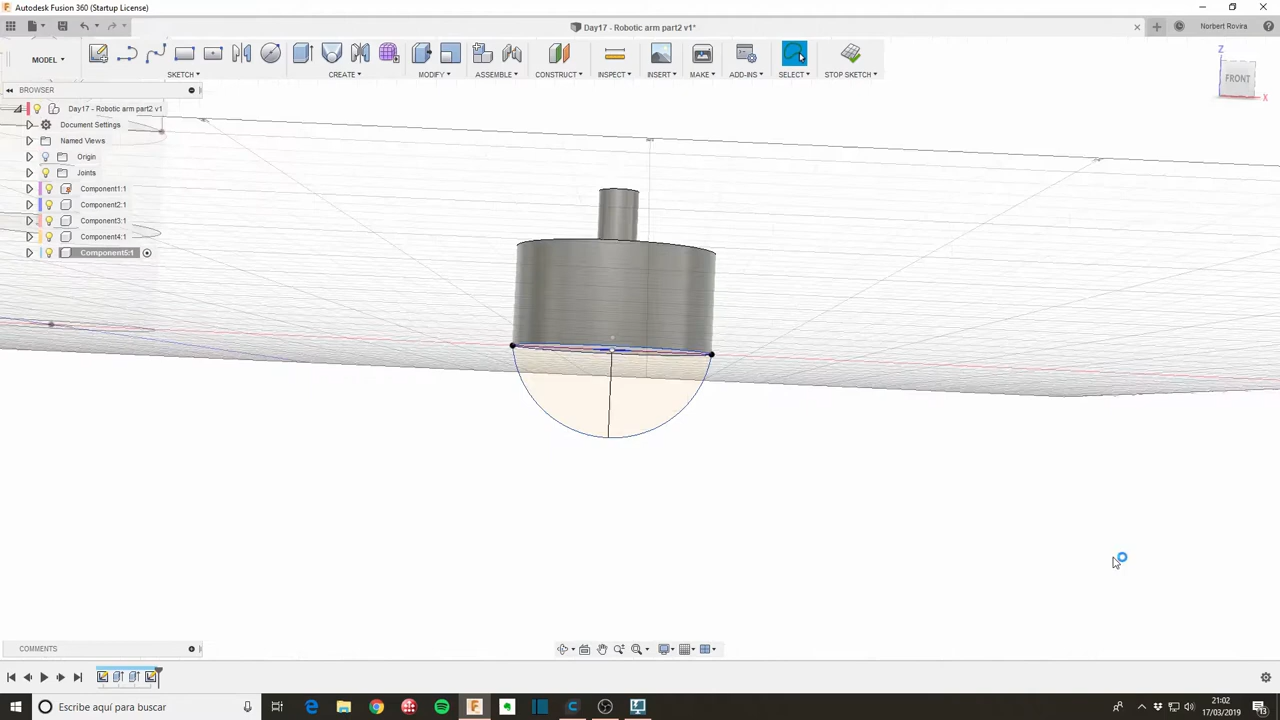 Autodesk Fusion 360 (Startup License)
Day17 - Robotic arm part2 v1*
Norbert Rovira
MODEL
SKETCH
CREATE
MODIFY
ASSEMBLE
CONSTRUCT
INSPECT
INSERT
MAKE
ADD-INS
SELECT
STOP SKETCH
BROWSER
Day17 - Robotic arm part2 v1
Document Settings
Named Views
Origin
Joints
Component1:1
Component2:1
Component3:1
Component4:1
Component5:1
Z
FRONT
X
COMMENTS
Escribe aquí para buscar
21:02
17/03/2019
13